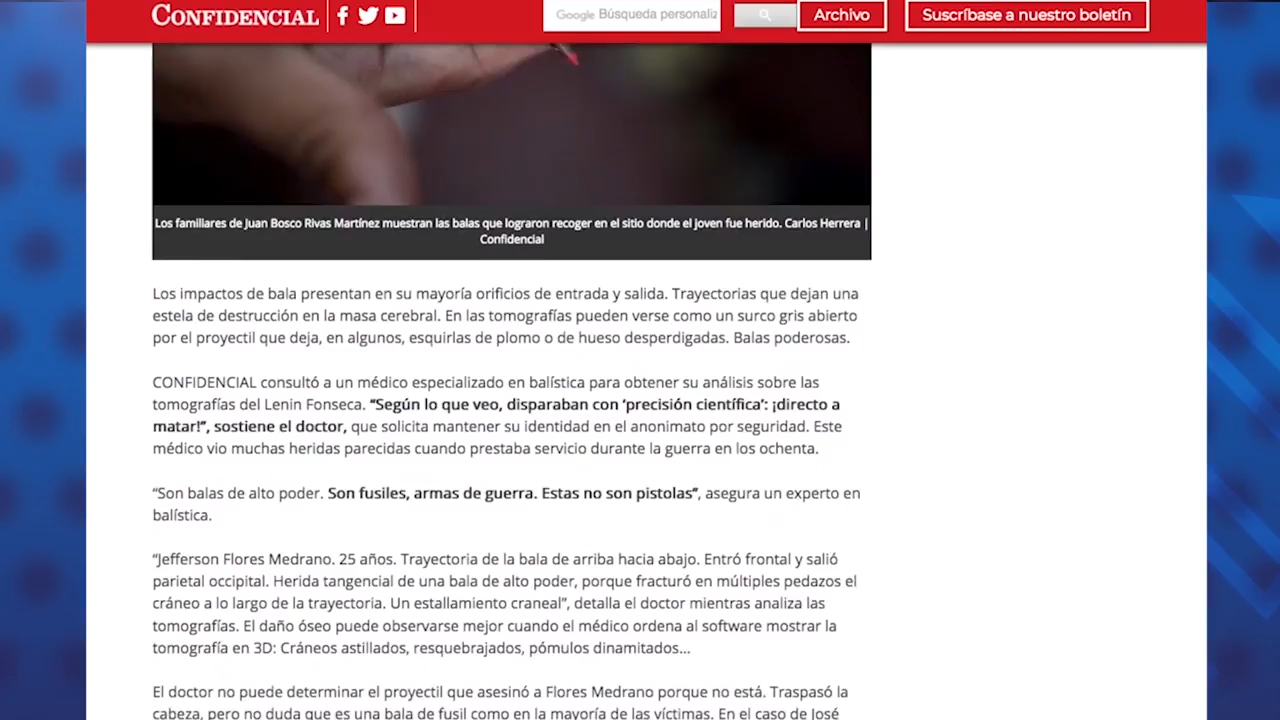 CONFIDENCIAL
Google Búsqueda personaliz
Archivo
Suscríbase a nuestro boletín
Los familiares de Juan Bosco Rivas Martínez muestran las balas que lograron recoger en el sitio donde el joven fue herido. Carlos Herrera |
Confidencial
Los impactos de bala presentan en su mayoría orificios de entrada y salida. Trayectorias que dejan una
estela de destrucción en la masa cerebral. En las tomografías pueden verse como un surco gris abierto
por el proyectil que deja, en algunos, esquirlas de plomo o de hueso desperdigadas. Balas poderosas.
CONFIDENCIAL consultó a un médico especializado en balística para obtener su análisis sobre las
tomografías del Lenin Fonseca. “Según lo que veo, disparaban con ‘precisión científica’: ¡directo a
matar!”, sostiene el doctor, que solicita mantener su identidad en el anonimato por seguridad. Este
médico vio muchas heridas parecidas cuando prestaba servicio durante la guerra en los ochenta.
“Son balas de alto poder. Son fusiles, armas de guerra. Estas no son pistolas”, asegura un experto en
balística.
“Jefferson Flores Medrano. 25 años. Trayectoria de la bala de arriba hacia abajo. Entró frontal y salió
parietal occipital. Herida tangencial de una bala de alto poder, porque fracturó en múltiples pedazos el
cráneo a lo largo de la trayectoria. Un estallamiento craneal”, detalla el doctor mientras analiza las
tomografías. El daño óseo puede observarse mejor cuando el médico ordena al software mostrar la
tomografía en 3D: Cráneos astillados, resquebrajados, pómulos dinamitados...
El doctor no puede determinar el proyectil que asesinó a Flores Medrano porque no está. Traspasó la
cabeza, pero no duda que es una bala de fusil como en la mayoría de las víctimas. En el caso de José